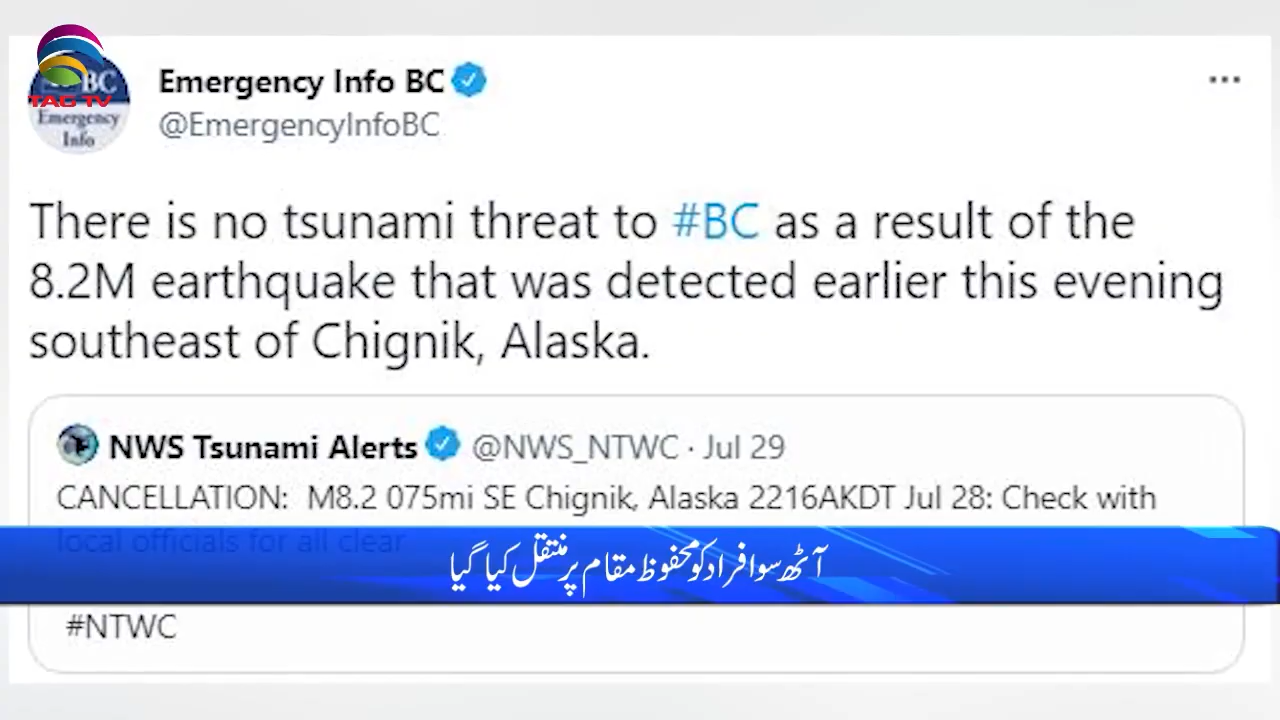 BC
TAG TV
Emergency
Info
Emergency Info BC
@EmergencyInfoBC
There is no tsunami threat to #BC as a result of the
8.2M earthquake that was detected earlier this evening
southeast of Chignik, Alaska.
NWS Tsunami Alerts @NWS_NTWC · Jul 29
CANCELLATION: M8.2 075mi SE Chignik, Alaska 2216AKDT Jul 28: Check with
local officials for all clear
آٹھ سو افراد کو محفوظ مقام پر منتقل کیا گیا
#NTWC